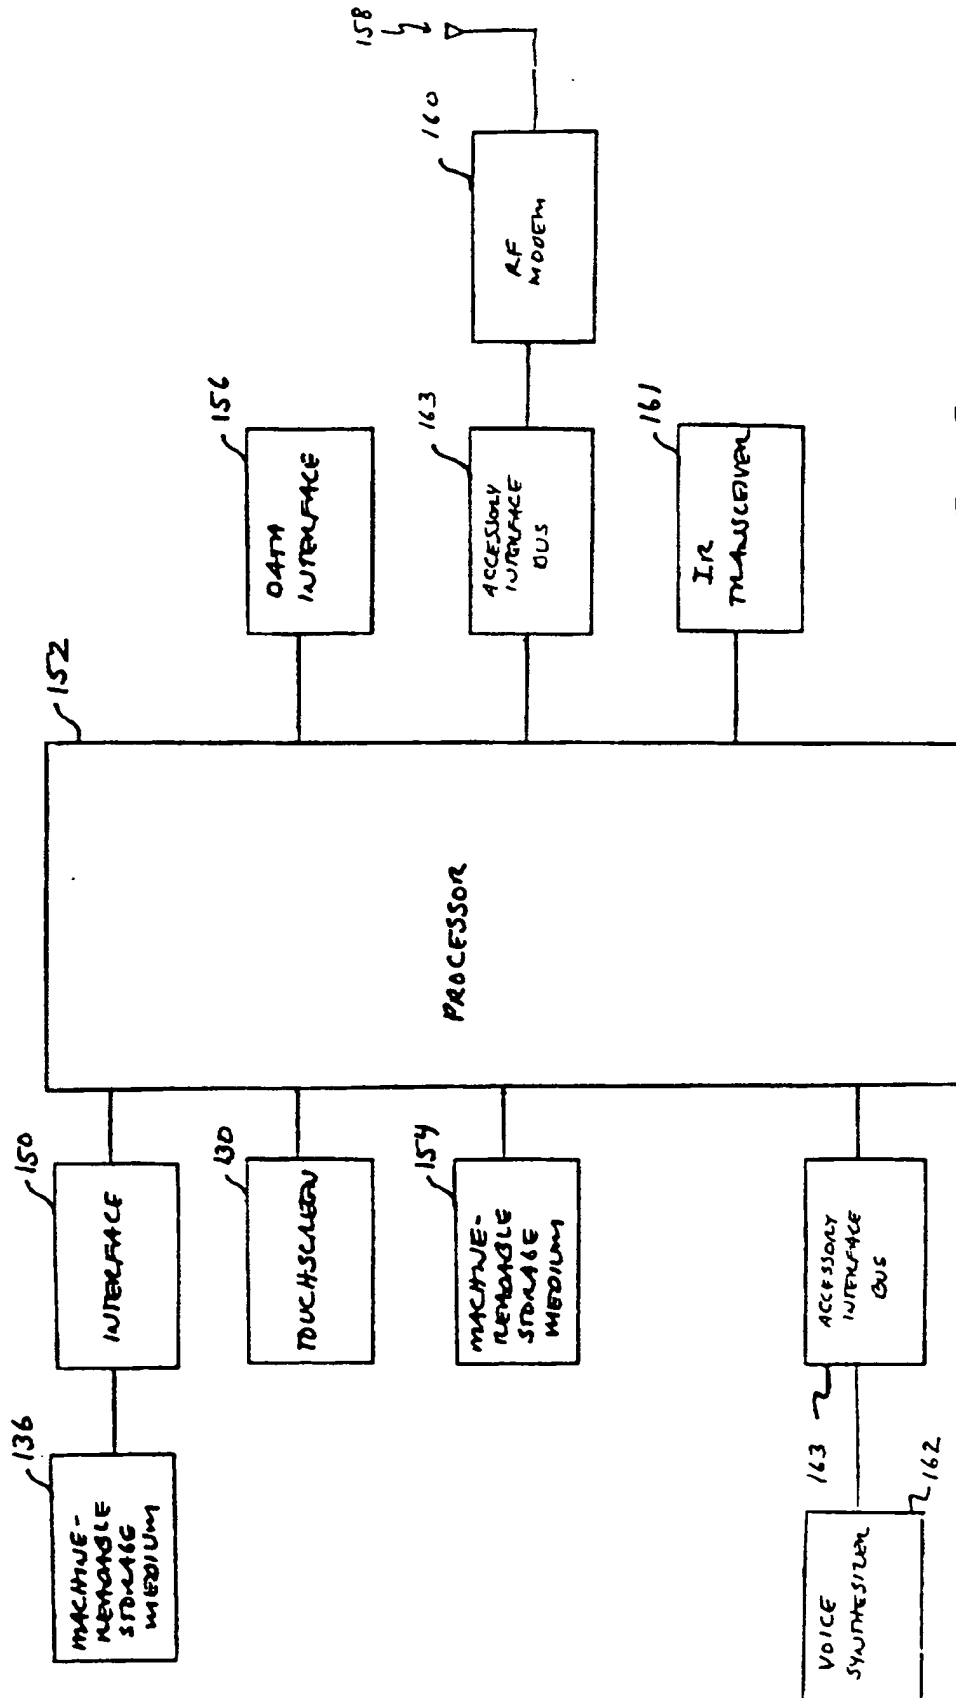 136
MACHINE-
READABLE
STORAGE
MEDIUM
150
INTERFACE
130
TOUCHSCREEN
154
MACHINE-
READABLE
STORAGE
MEDIUM
163
ACCESSORY
INTERFACE
BUS
162
VOICE
SYNTHESIZER
152
PROCESSOR
156
DATA
INTERFACE
163
ACCESSORY
INTERFACE
BUS
161
IR
TRANSCEIVER
160
RF
MODEM
158